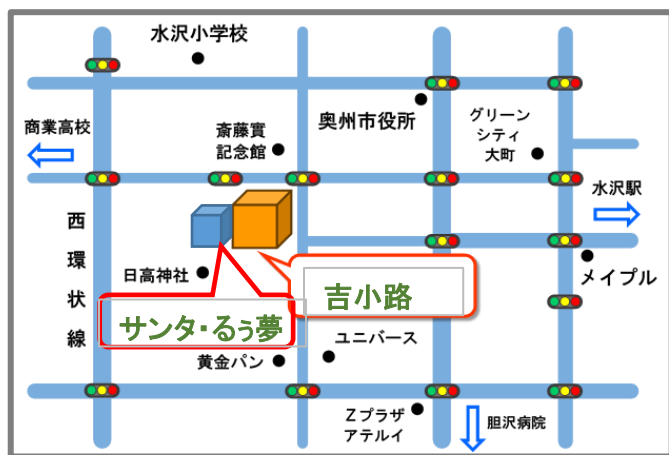 水沢小学校
奥州市役所
グリーン
シティ
大町
商業高校
斎藤實
記念館
水沢駅
西環状線
日高神社
吉小路
メイプル
サンタ・るぅ夢
ユニバース
黄金パン
Zプラザ
アテルイ
胆沢病院